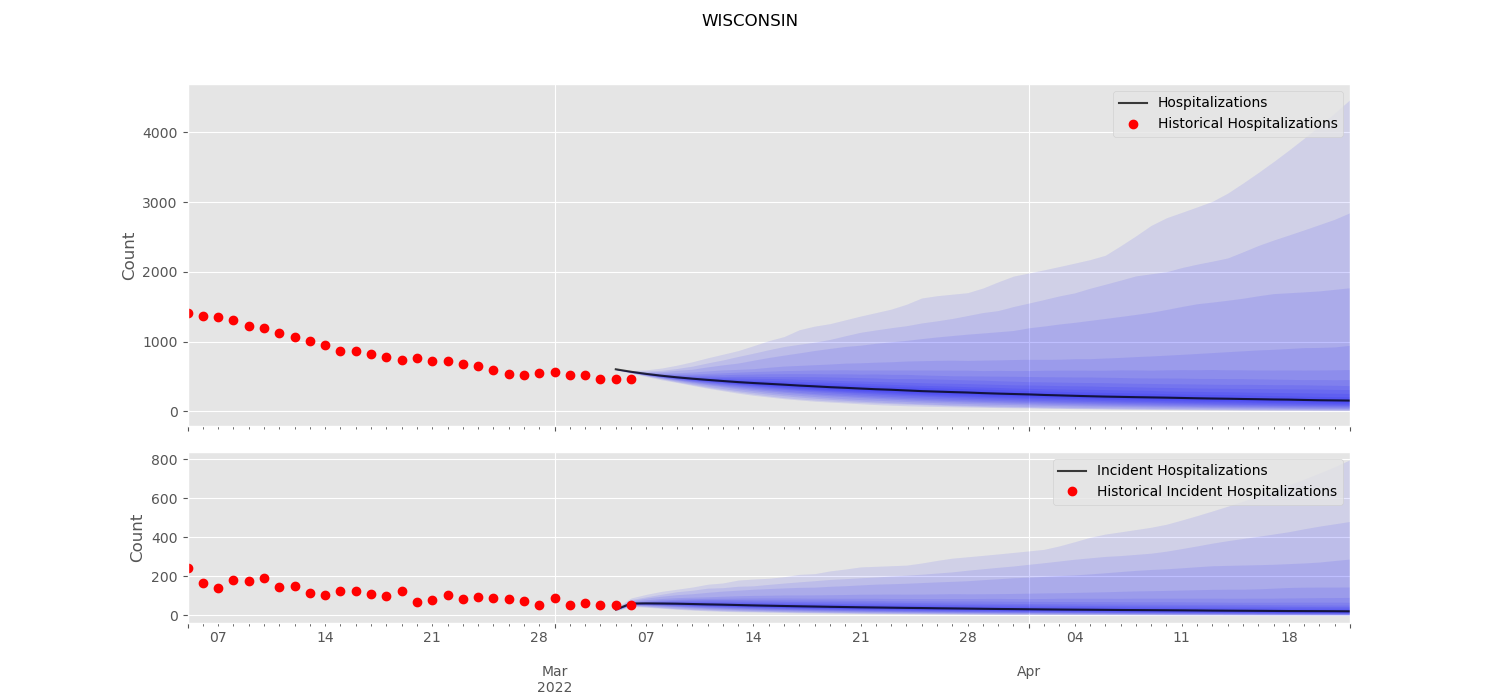 WISCONSIN
Hospitalizations
Historical Hospitalizations
4000
3000
2000
1000
0
Count
Incident Hospitalizations
Historical Incident Hospitalizations
800
600
400
200
0
Count
07 14 21 28 07 14 21 28 04 11 18
Mar Apr
2022